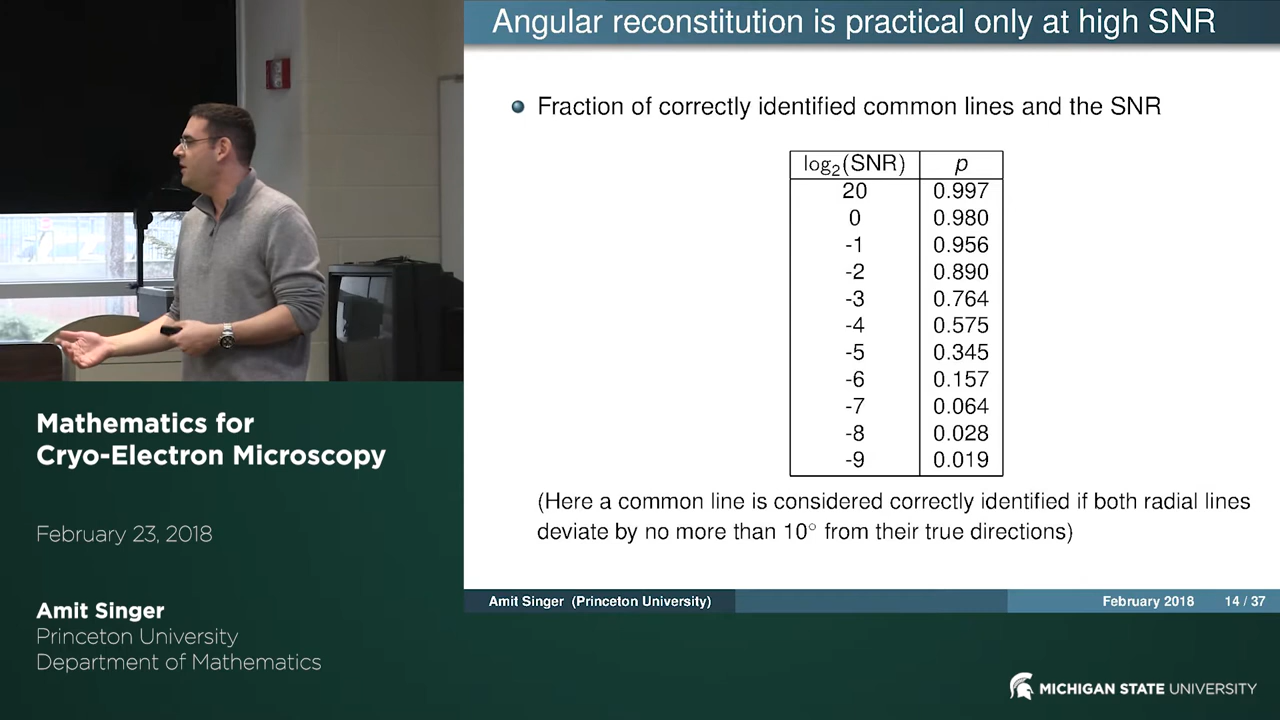 Angular reconstitution is practical only at high SNR
Fraction of correctly identified common lines and the SNR
log₂(SNR) p
20 0.997
0 0.980
-1 0.956
-2 0.890
-3 0.764
-4 0.575
-5 0.345
-6 0.157
-7 0.064
-8 0.028
-9 0.019
(Here a common line is considered correctly identified if both radial lines
deviate by no more than 10° from their true directions)
Amit Singer (Princeton University)
February 2018 14 / 37
Mathematics for
Cryo-Electron Microscopy
February 23, 2018
Amit Singer
Princeton University
Department of Mathematics
MICHIGAN STATE UNIVERSITY